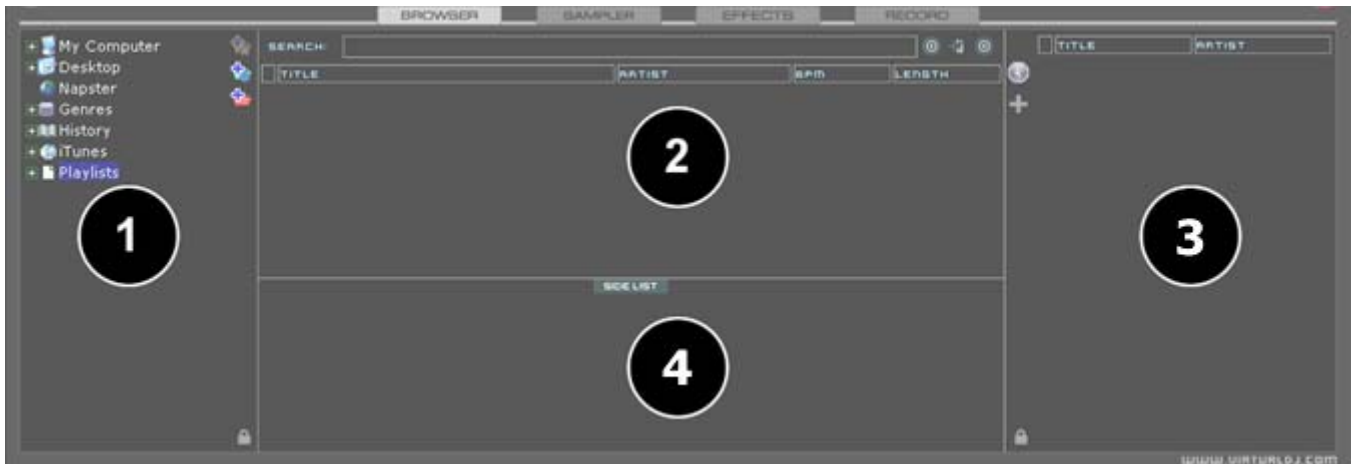 BROWSER SAMPLER EFFECTS RECORD
My Computer
Desktop
Napster
Genres
History
iTunes
Playlists
1
SEARCH:
TITLE ARTIST BPM LENGTH
2
SIDE LIST
4
TITLE ARTIST
3
www.virtualdj.com